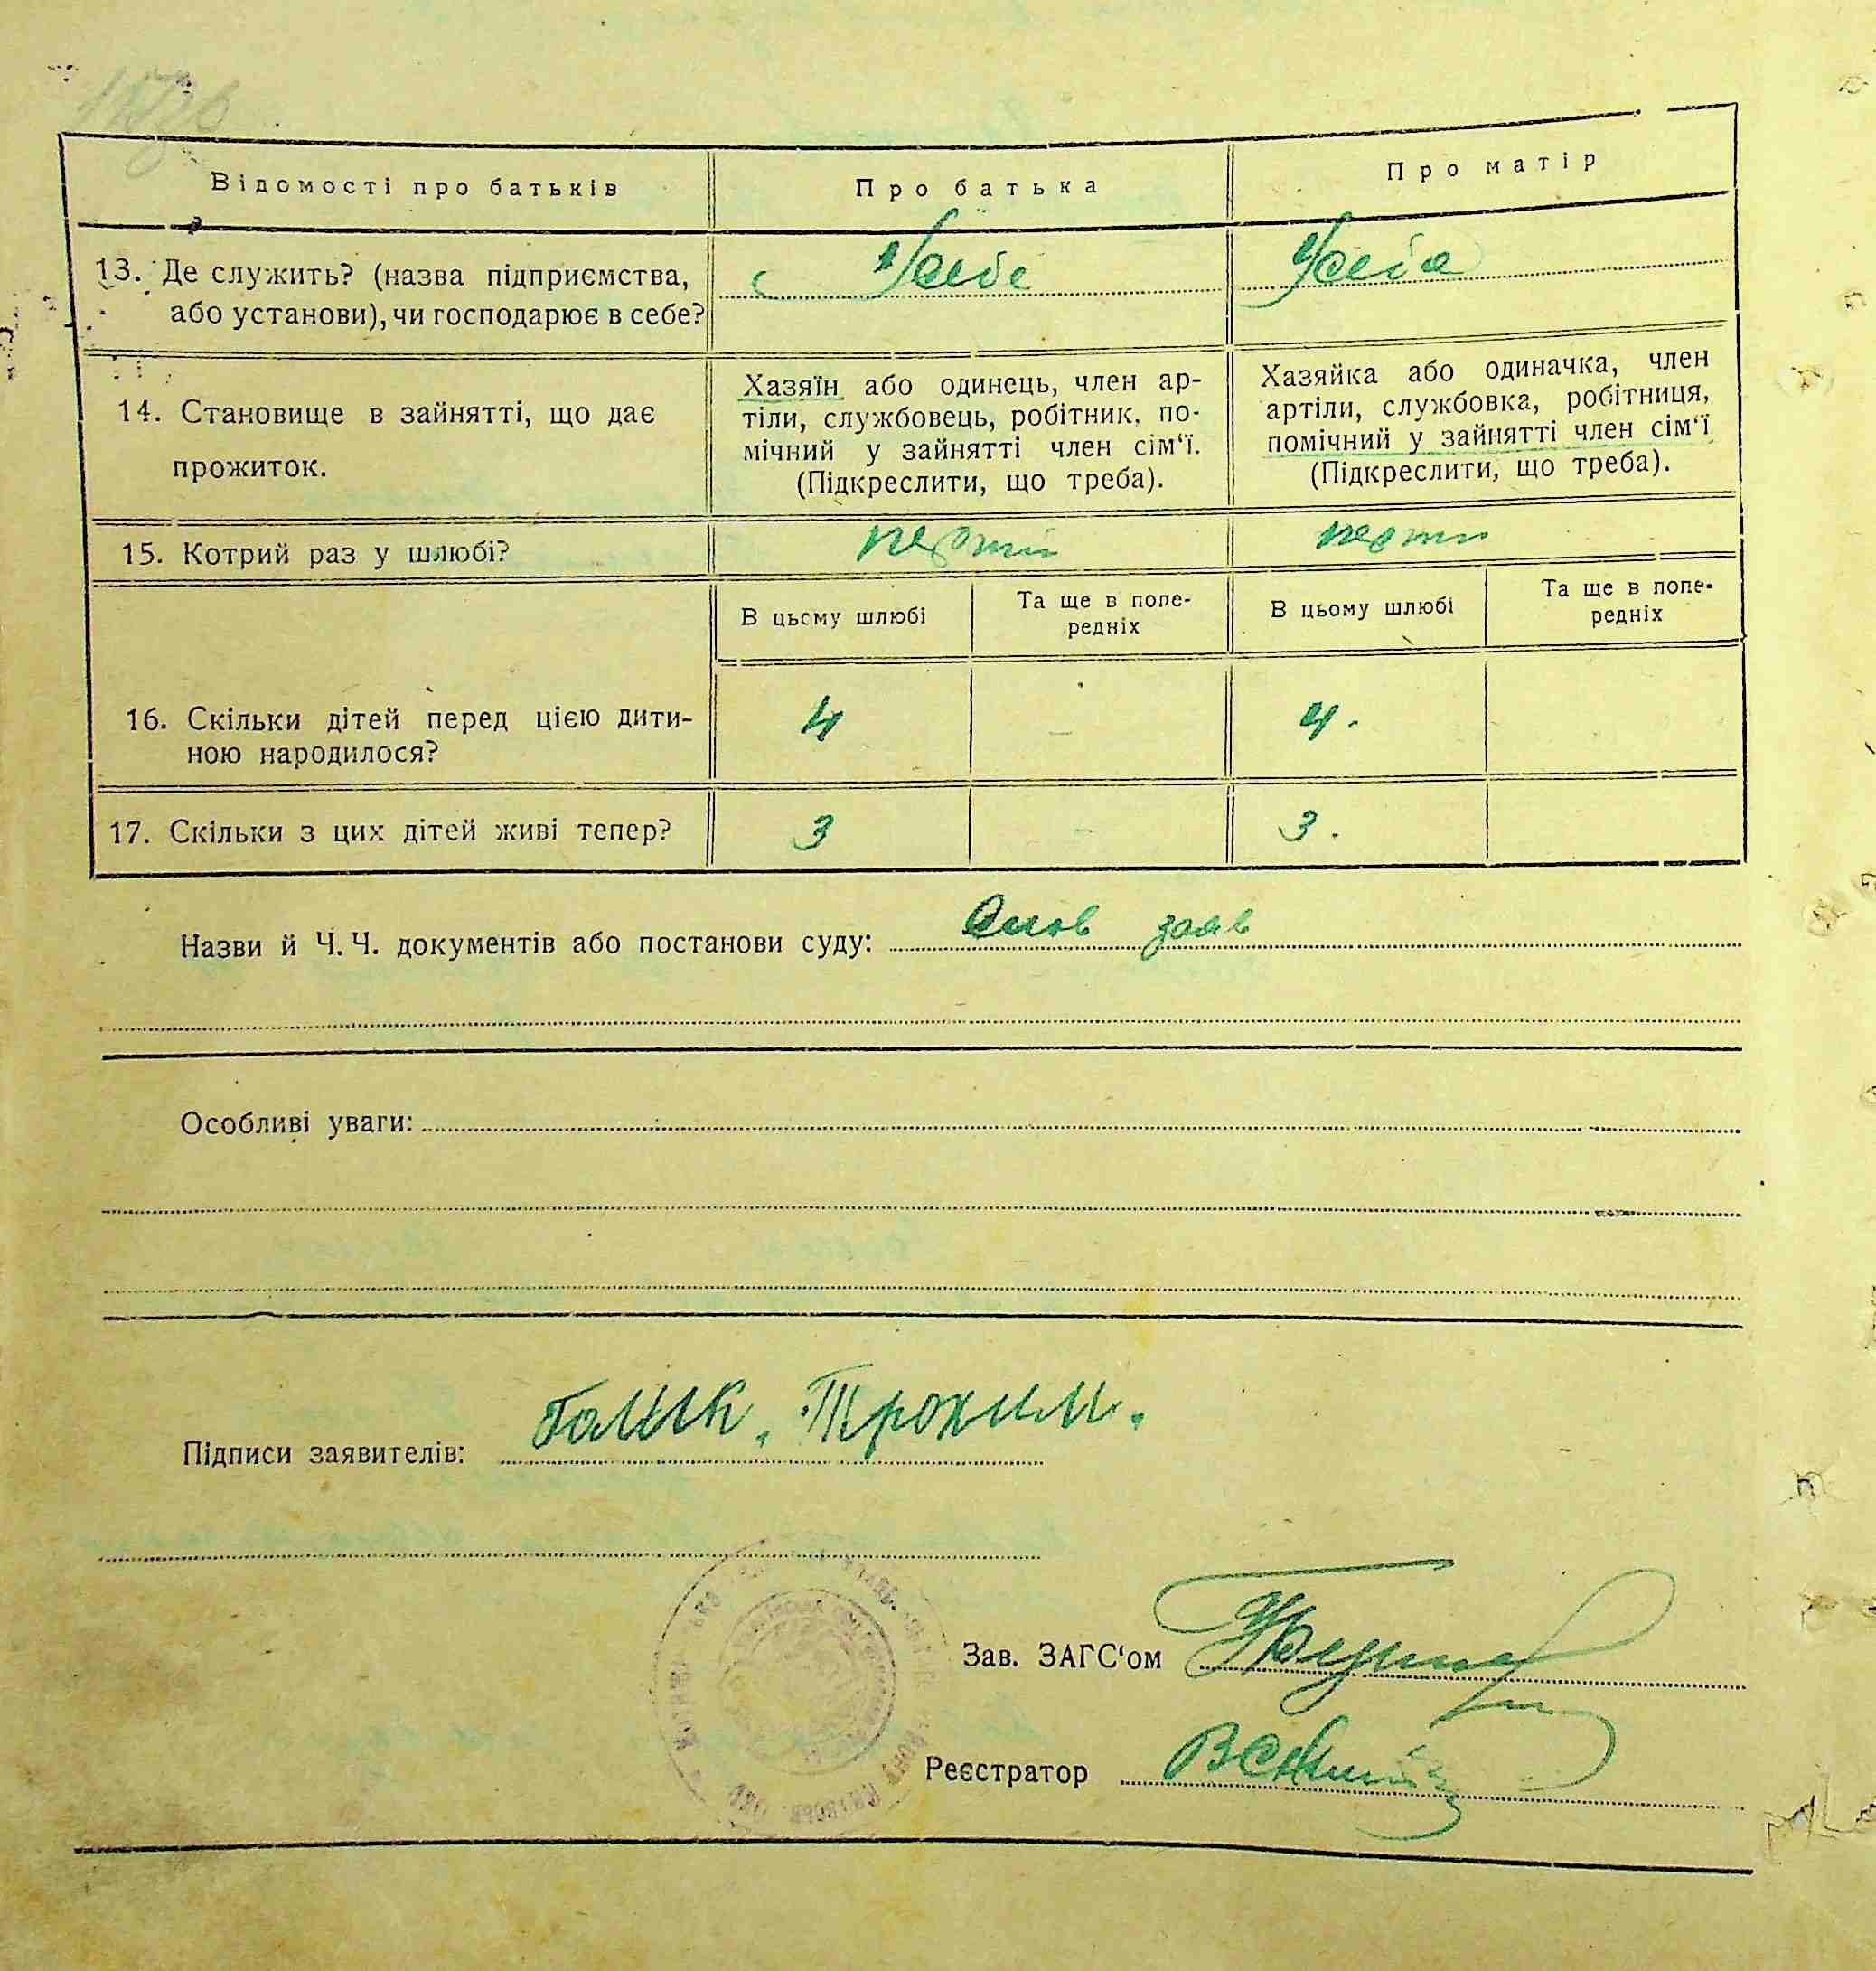 Відомості про батьків
Про батька
Про матір
13. Де служить? (назва підприємства,
або установи), чи господарює в себе?
У себе
У себе
14. Становище в зайнятті, що дає
прожиток.
Хазяїн або одинець, член ар-
тіли, службовець, робітник, по-
мічний у зайнятті член сім‘ї.
(Підкреслити, що треба).
Хазяйка або одиначка, член
артіли, службовка, робітниця,
помічний у зайнятті член сім‘ї
(Підкреслити, що треба).
15. Котрий раз у шлюбі?
В цьому шлюбі
Та ще в попе-
редніх
В цьому шлюбі
Та ще в попе-
редніх
16. Скільки дітей перед цією дити-
ною народилося?
4
4.
17. Скільки з цих дітей живі тепер?
3
3.
Назви й Ч. Ч. документів або постанови суду: заяв
Особливі уваги:
Підписи заявителів: Голик. Трохим.
Зав. ЗАГС‘ом
Реєстратор